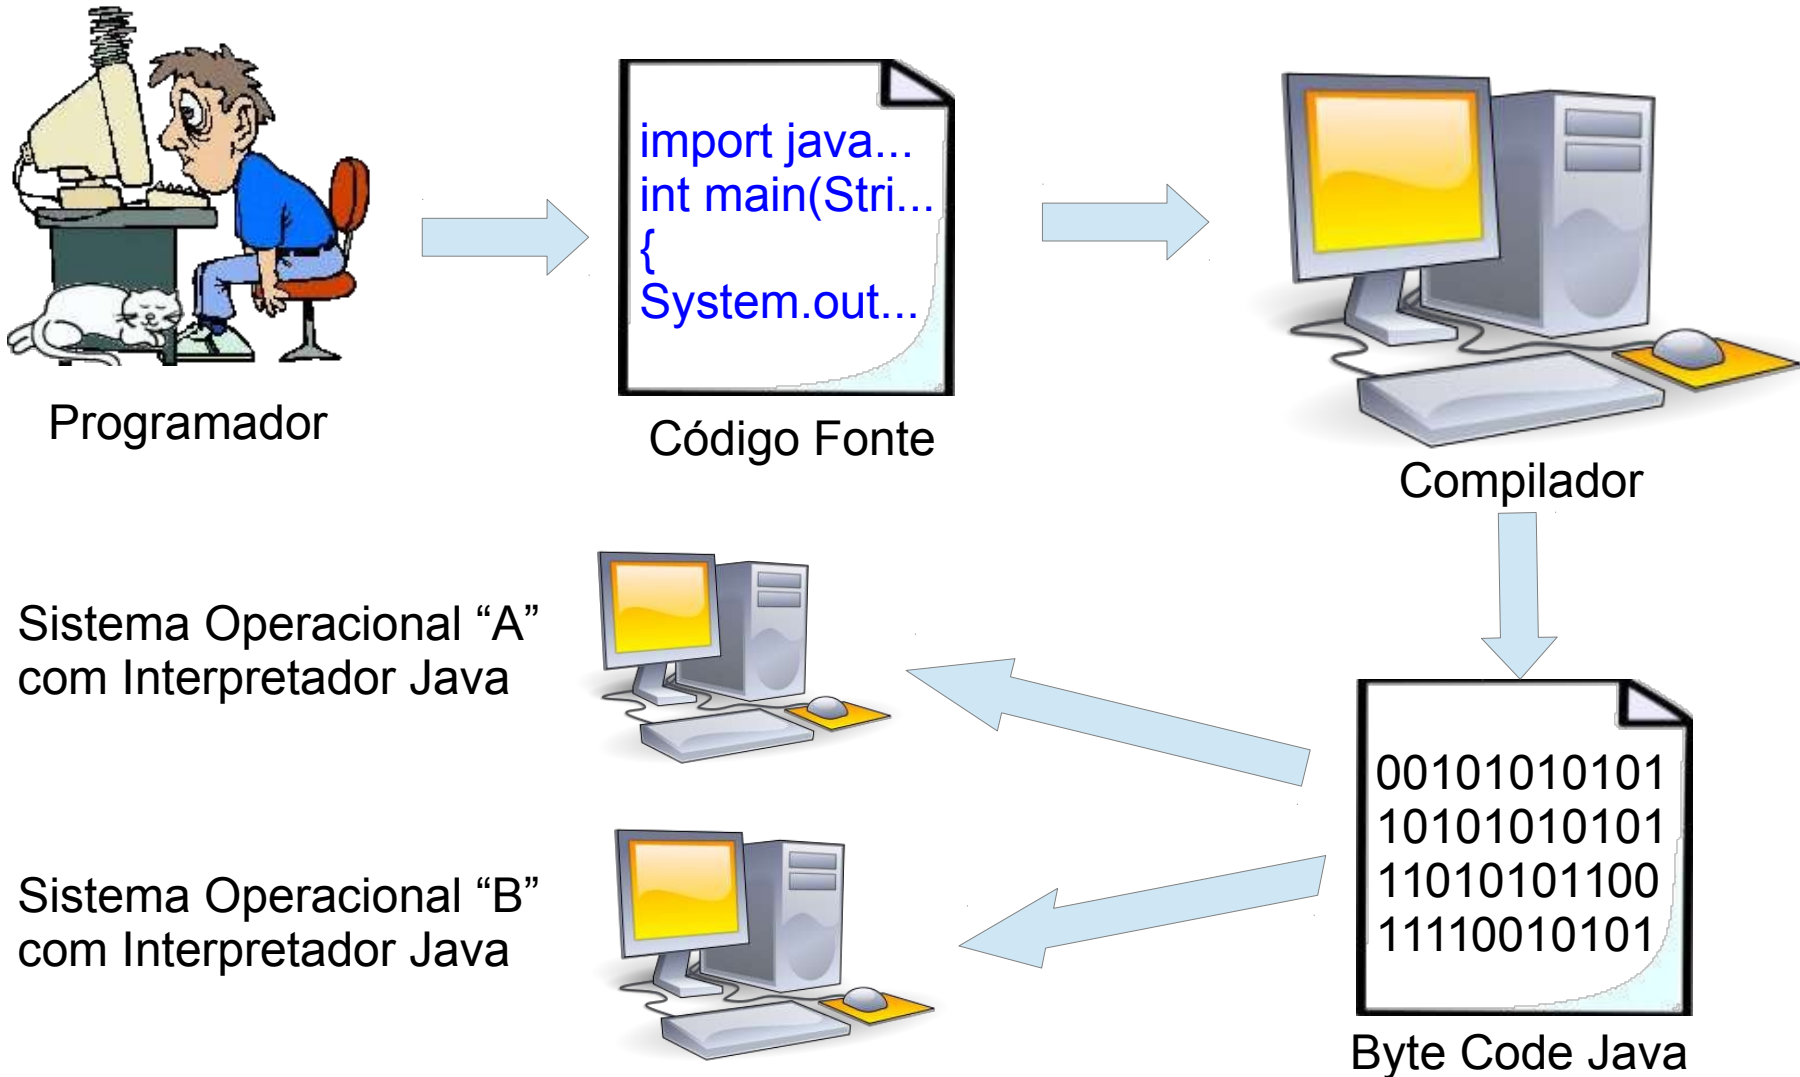 import java...
int main(Stri...
{
System.out...
Programador
Código Fonte
Compilador
Sistema Operacional “A”
com Interpretador Java
00101010101
10101010101
11010101100
11110010101
Sistema Operacional “B”
com Interpretador Java
Byte Code Java